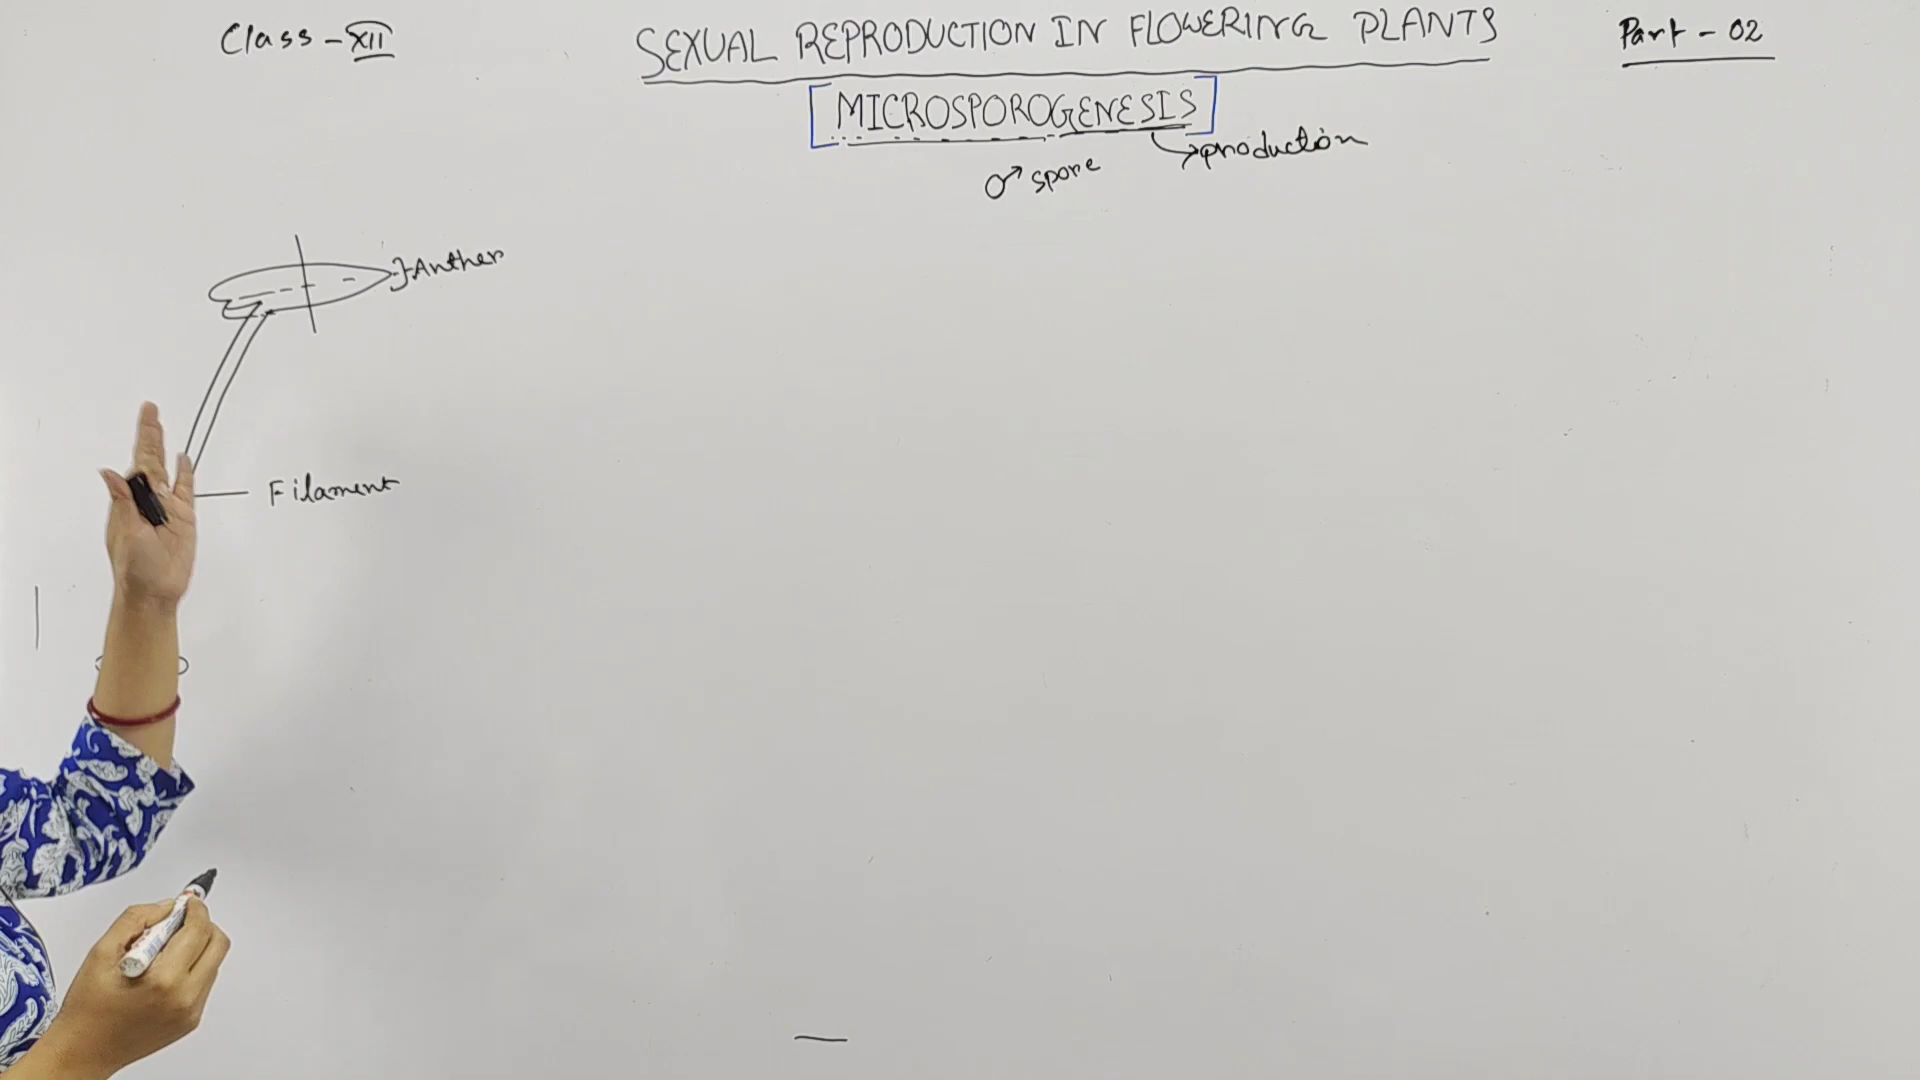 Class - XII
SEXUAL REPRODUCTION IN FLOWERING PLANTS
Part - 02
[MICROSPOROGENESIS]
production
♂ spore
Anther
Filament